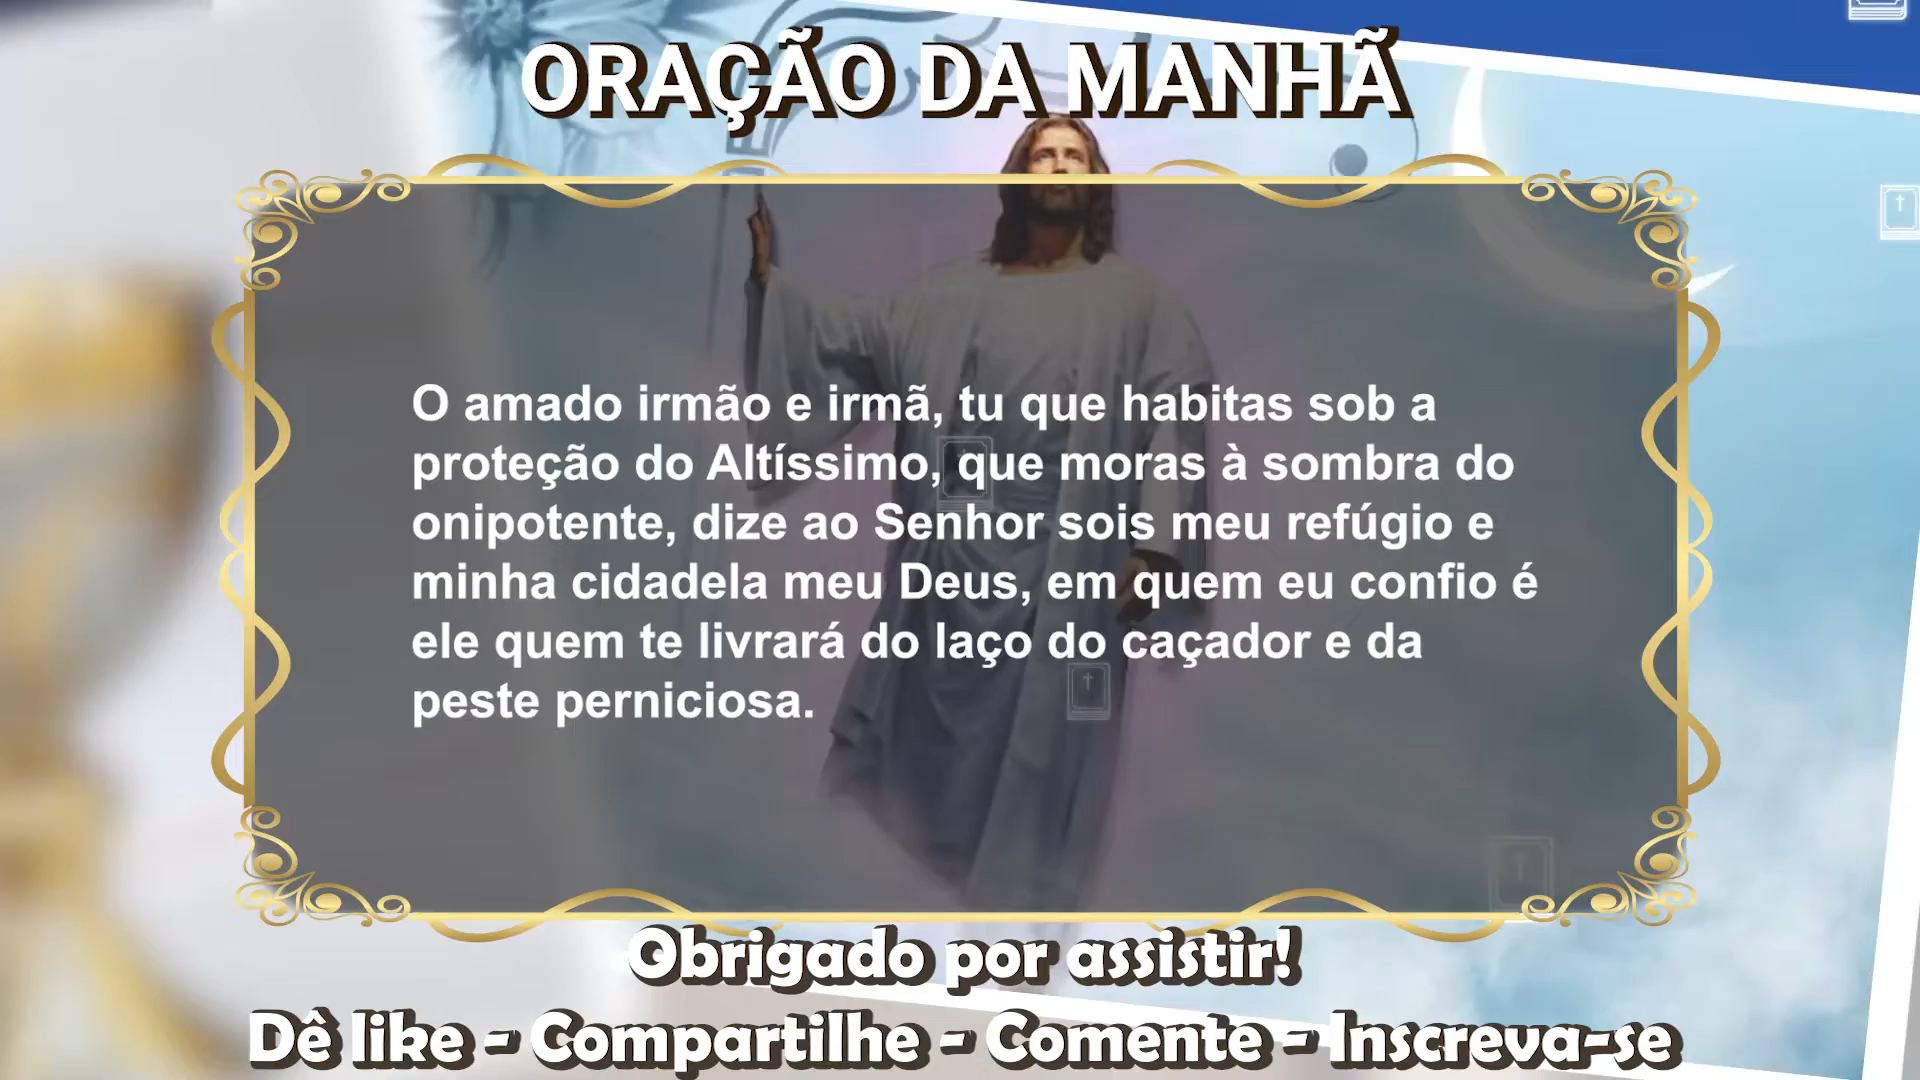 ORAÇÃO DA MANHÃ
O amado irmão e irmã, tu que habitas sob a
proteção do Altíssimo, que moras à sombra do
onipotente, dize ao Senhor sois meu refúgio e
minha cidadela meu Deus, em quem eu confio é
ele quem te livrará do laço do caçador e da
peste perniciosa.
Obrigado por assistir!
Dê like - Compartilhe - Comente - Inscreva-se